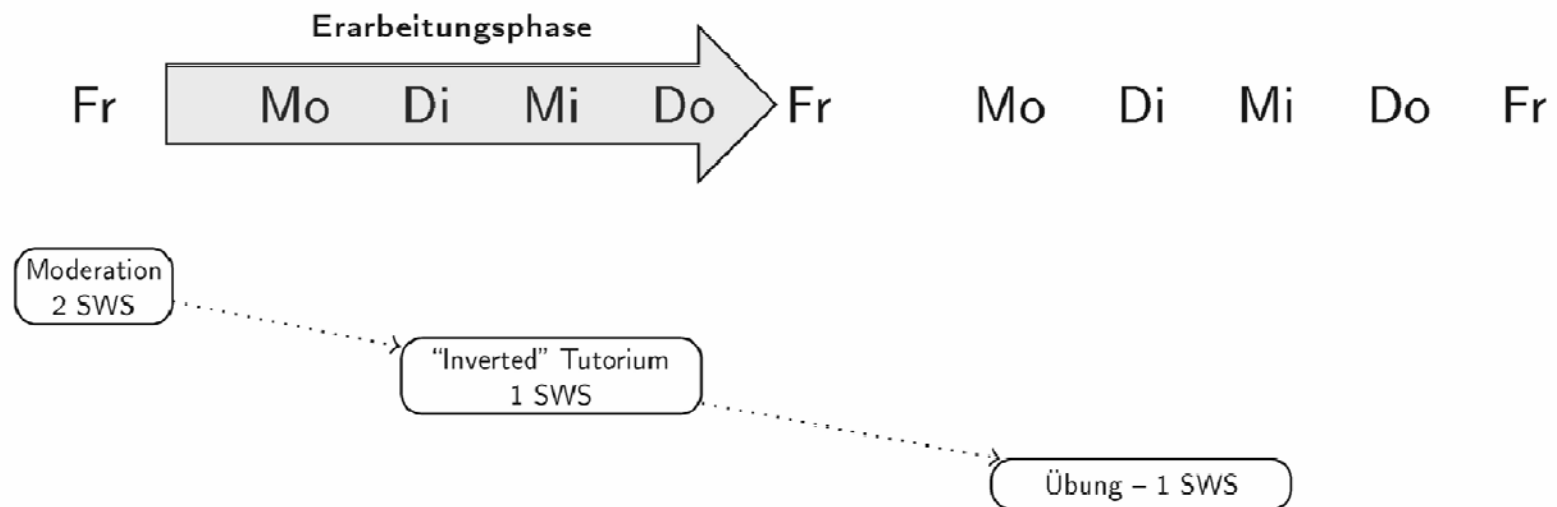 Erarbeitungsphase
Fr Mo Di Mi Do Fr Mo Di Mi Do Fr
Moderation
2 SWS
“Inverted” Tutorium
1 SWS
Übung – 1 SWS